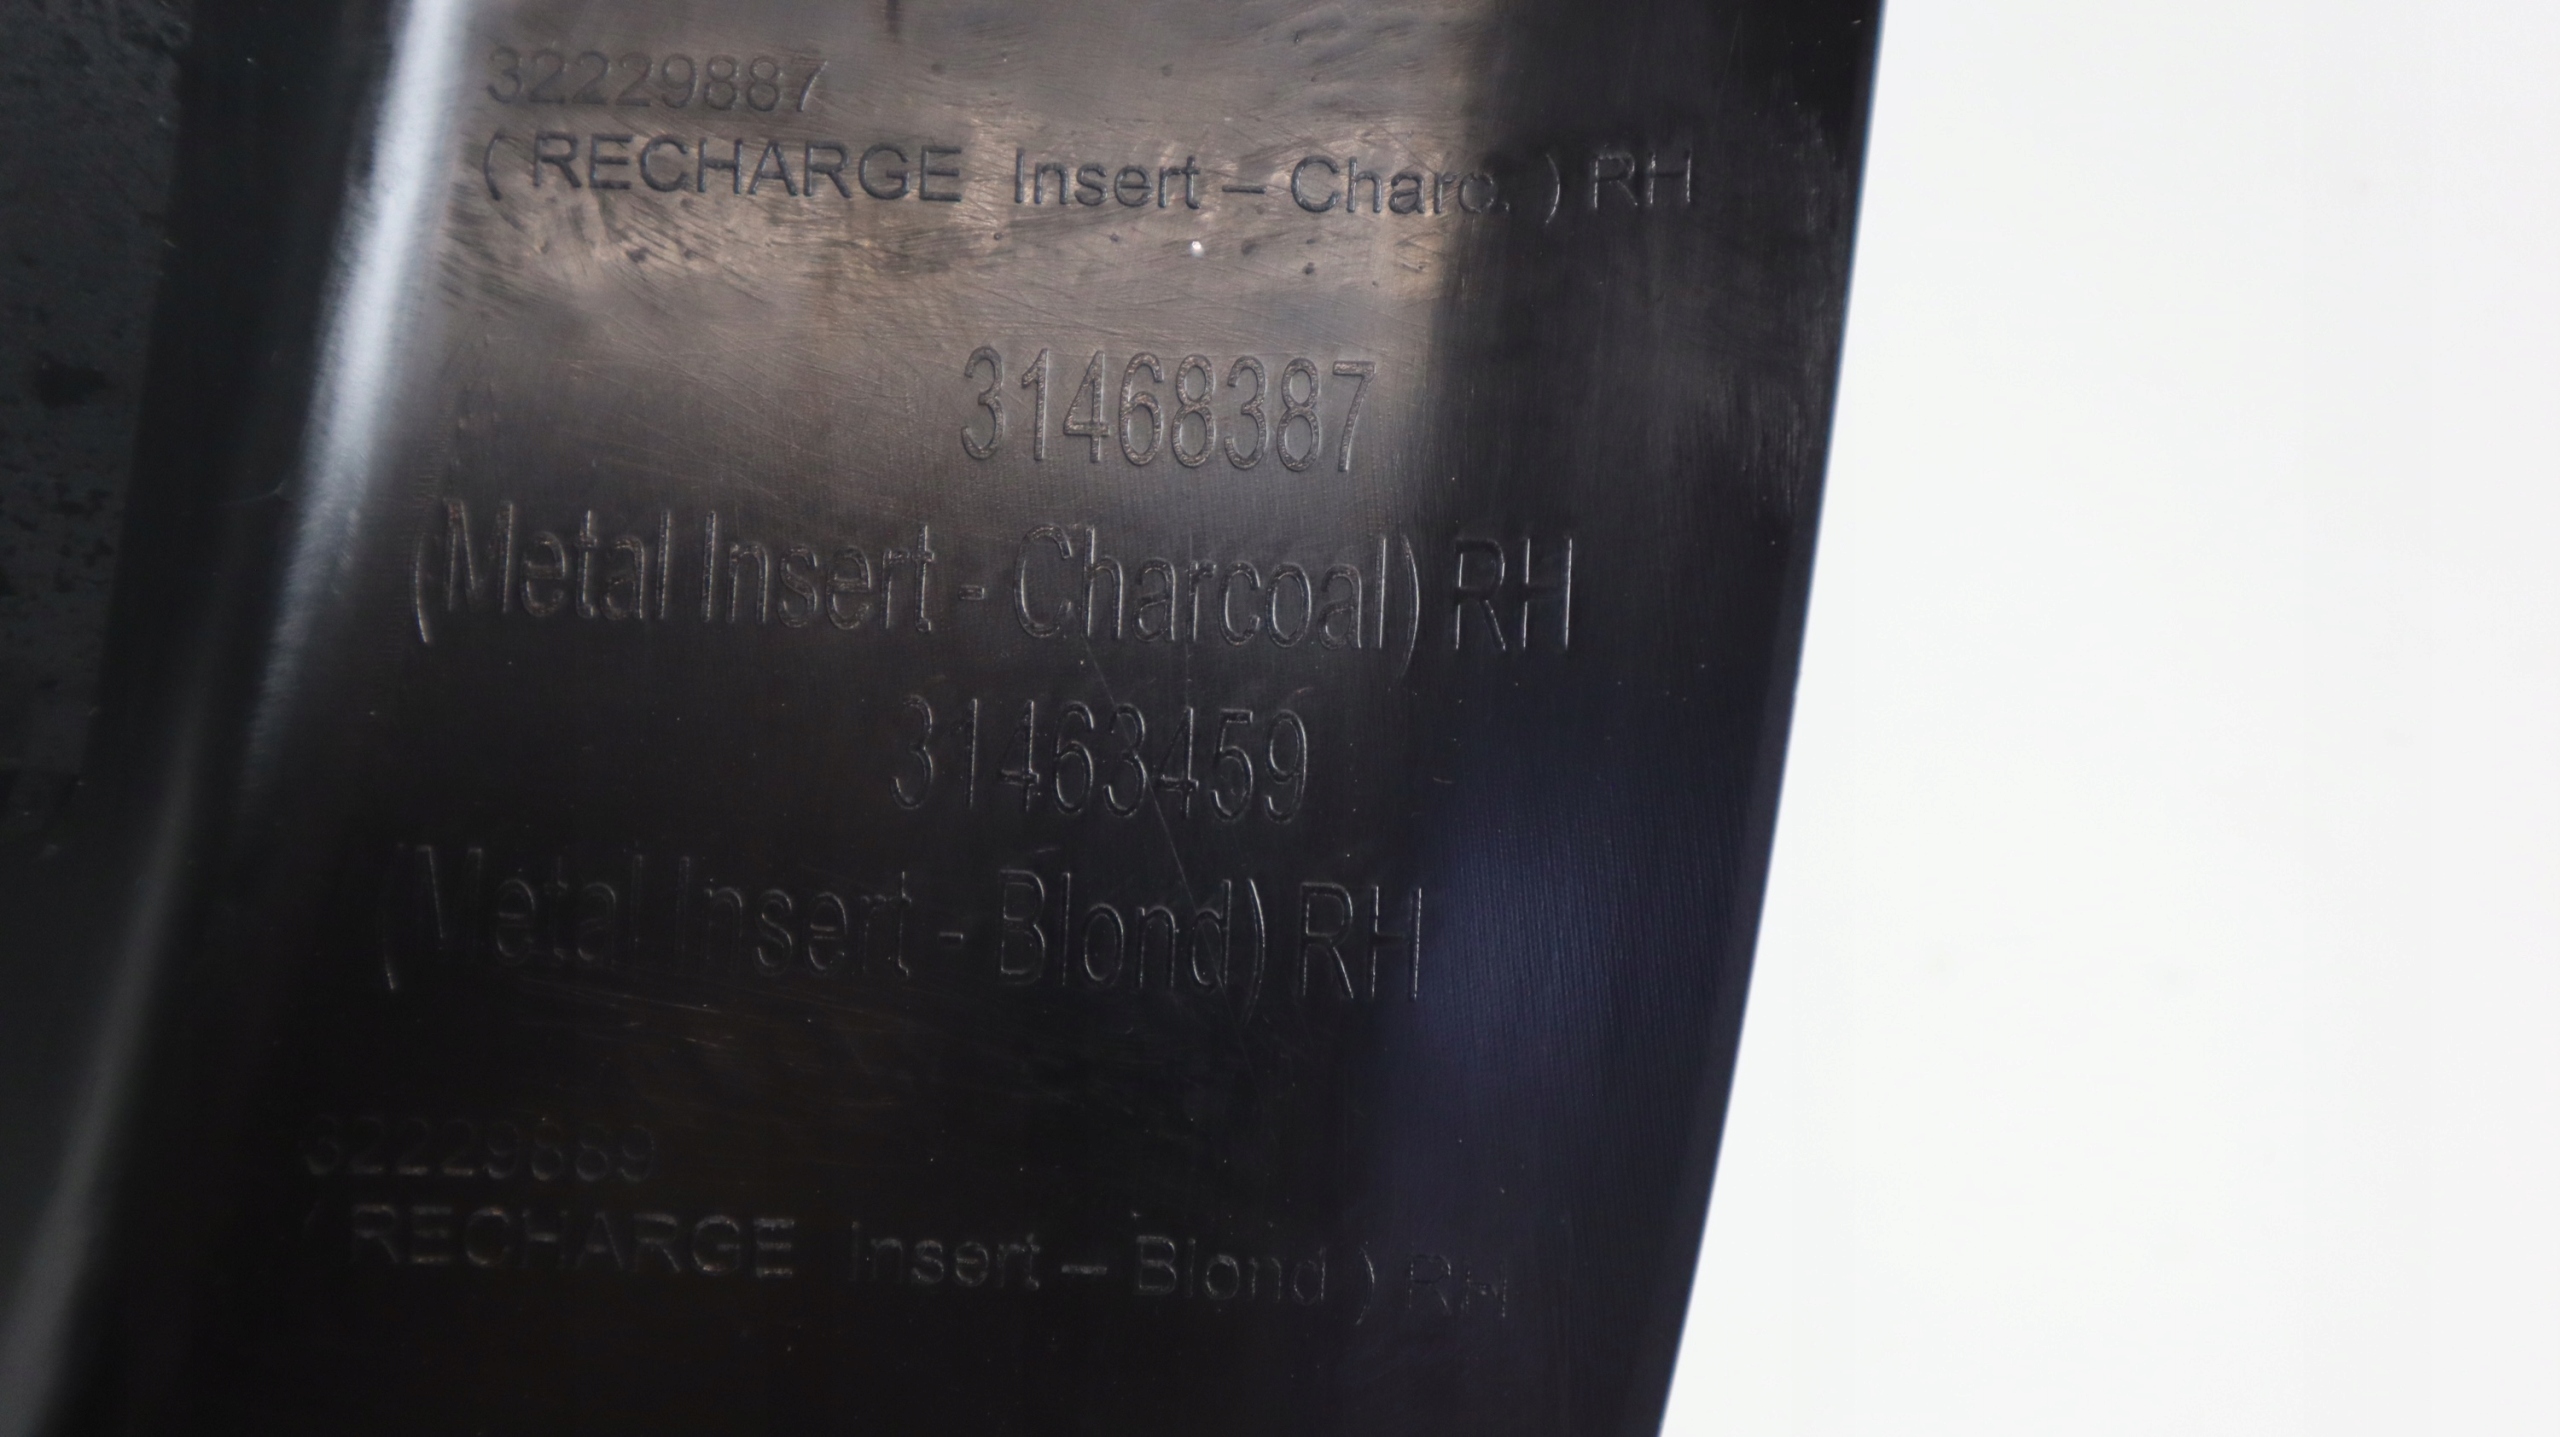 32229887
( RECHARGE Insert – Charc. ) RH
31468387
(Metal Insert - Charcoal) RH
31463459
(Metal Insert - Blond) RH
32229889
( RECHARGE Insert – Blond ) RH